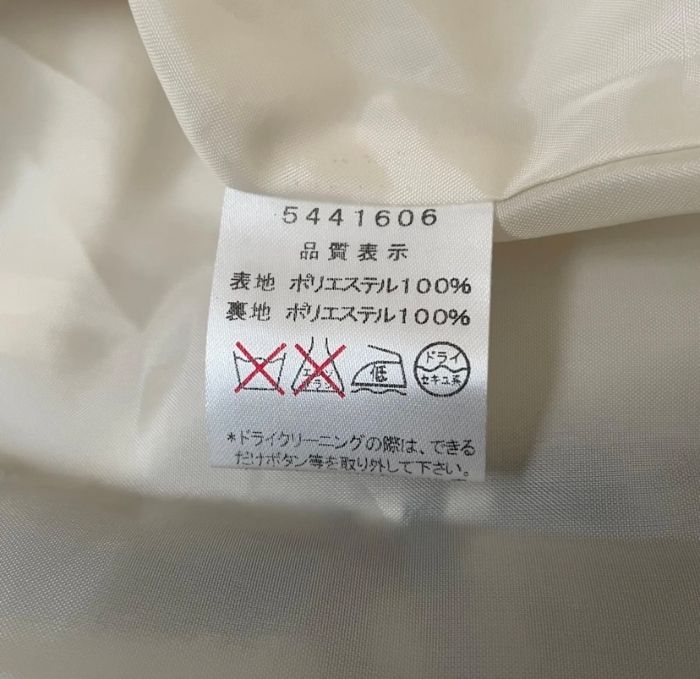 5441606
品質表示
表地 ポリエステル100%
裏地 ポリエステル100%
エンソ
サラシ
低
ドライ
セキユ系
*ドライクリーニングの際は、できる
だけボタン等を取り外して下さい。